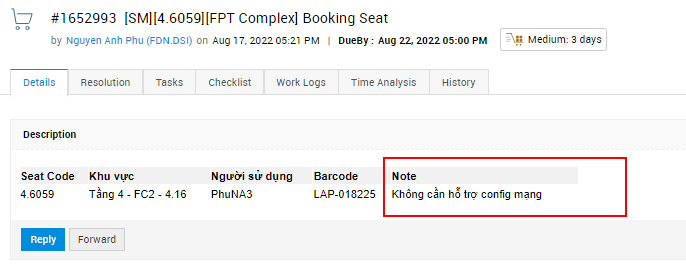 #1652993 [SM][4.6059][FPT Complex] Booking Seat
by Nguyen Anh Phu (FDN.DSI) on Aug 17, 2022 05:21 PM | DueBy : Aug 22, 2022 05:00 PM Medium: 3 days
Details Resolution Tasks Checklist Work Logs Time Analysis History
Description
Seat Code Khu vực Người sử dụng Barcode Note
4.6059 Tầng 4 - FC2 - 4.16 PhuNA3 LAP-018225 Không cần hỗ trợ config mạng
Reply Forward